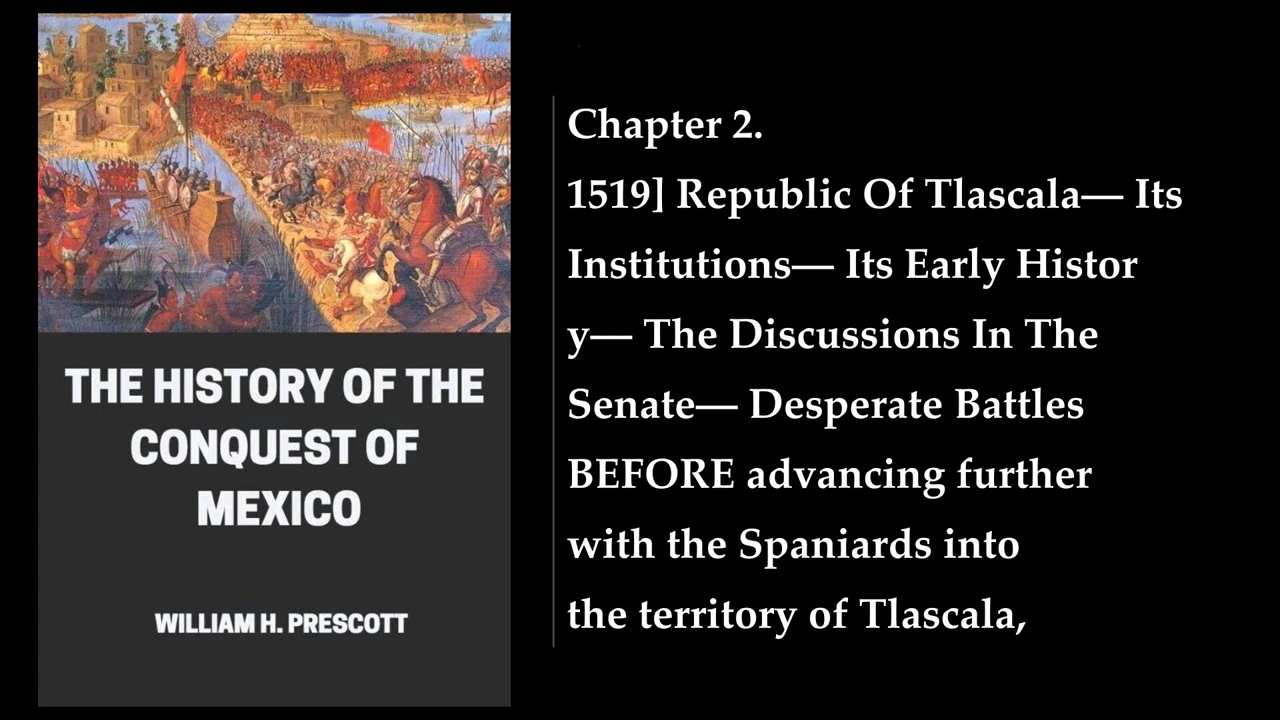 THE HISTORY OF THE
CONQUEST OF
MEXICO
WILLIAM H. PRESCOTT
Chapter 2.
1519] Republic Of Tlascala— Its
Institutions— Its Early Histor
y— The Discussions In The
Senate— Desperate Battles
BEFORE advancing further
with the Spaniards into
the territory of Tlascala,